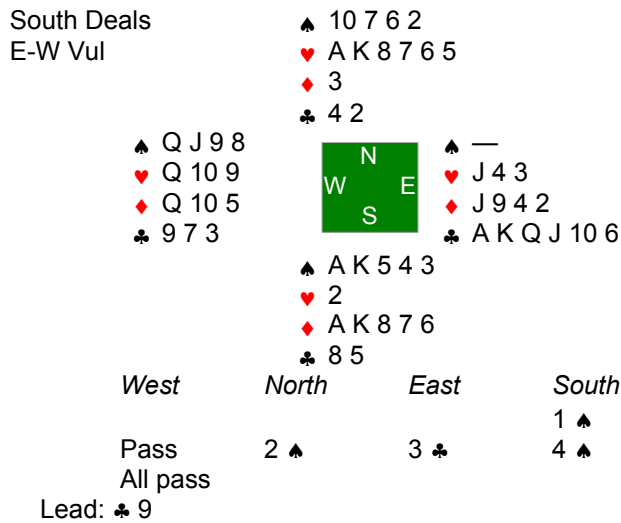 South Deals
E-W Vul
♠ 10 7 6 2
♥ A K 8 7 6 5
♦ 3
♣ 4 2
♠ Q J 9 8
♥ Q 10 9
♦ Q 10 5
♣ 9 7 3
N
W E
S
♠ —
♥ J 4 3
♦ J 9 4 2
♣ A K Q J 10 6
♠ A K 5 4 3
♥ 2
♦ A K 8 7 6
♣ 8 5
West North East South
1 ♠
Pass 2 ♠ 3 ♣ 4 ♠
All pass
Lead: ♣ 9